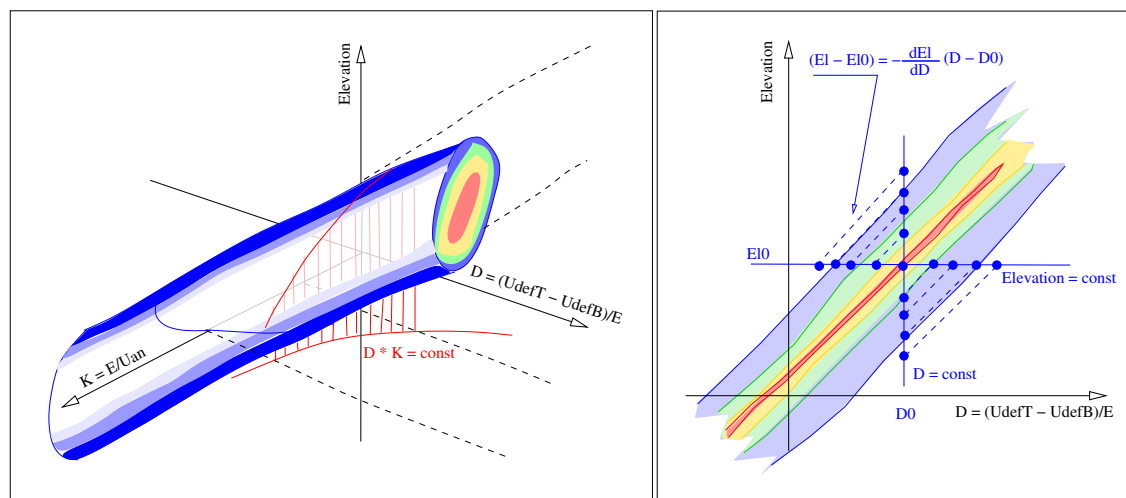 Elevation
D = (UdefT − UdefB)/E
K = E/Uan
D * K = const
Elevation
(El − El0) = − dEl/dD (D − D0)
El0
Elevation = const
D = const
D0
D = (UdefT − UdefB)/E